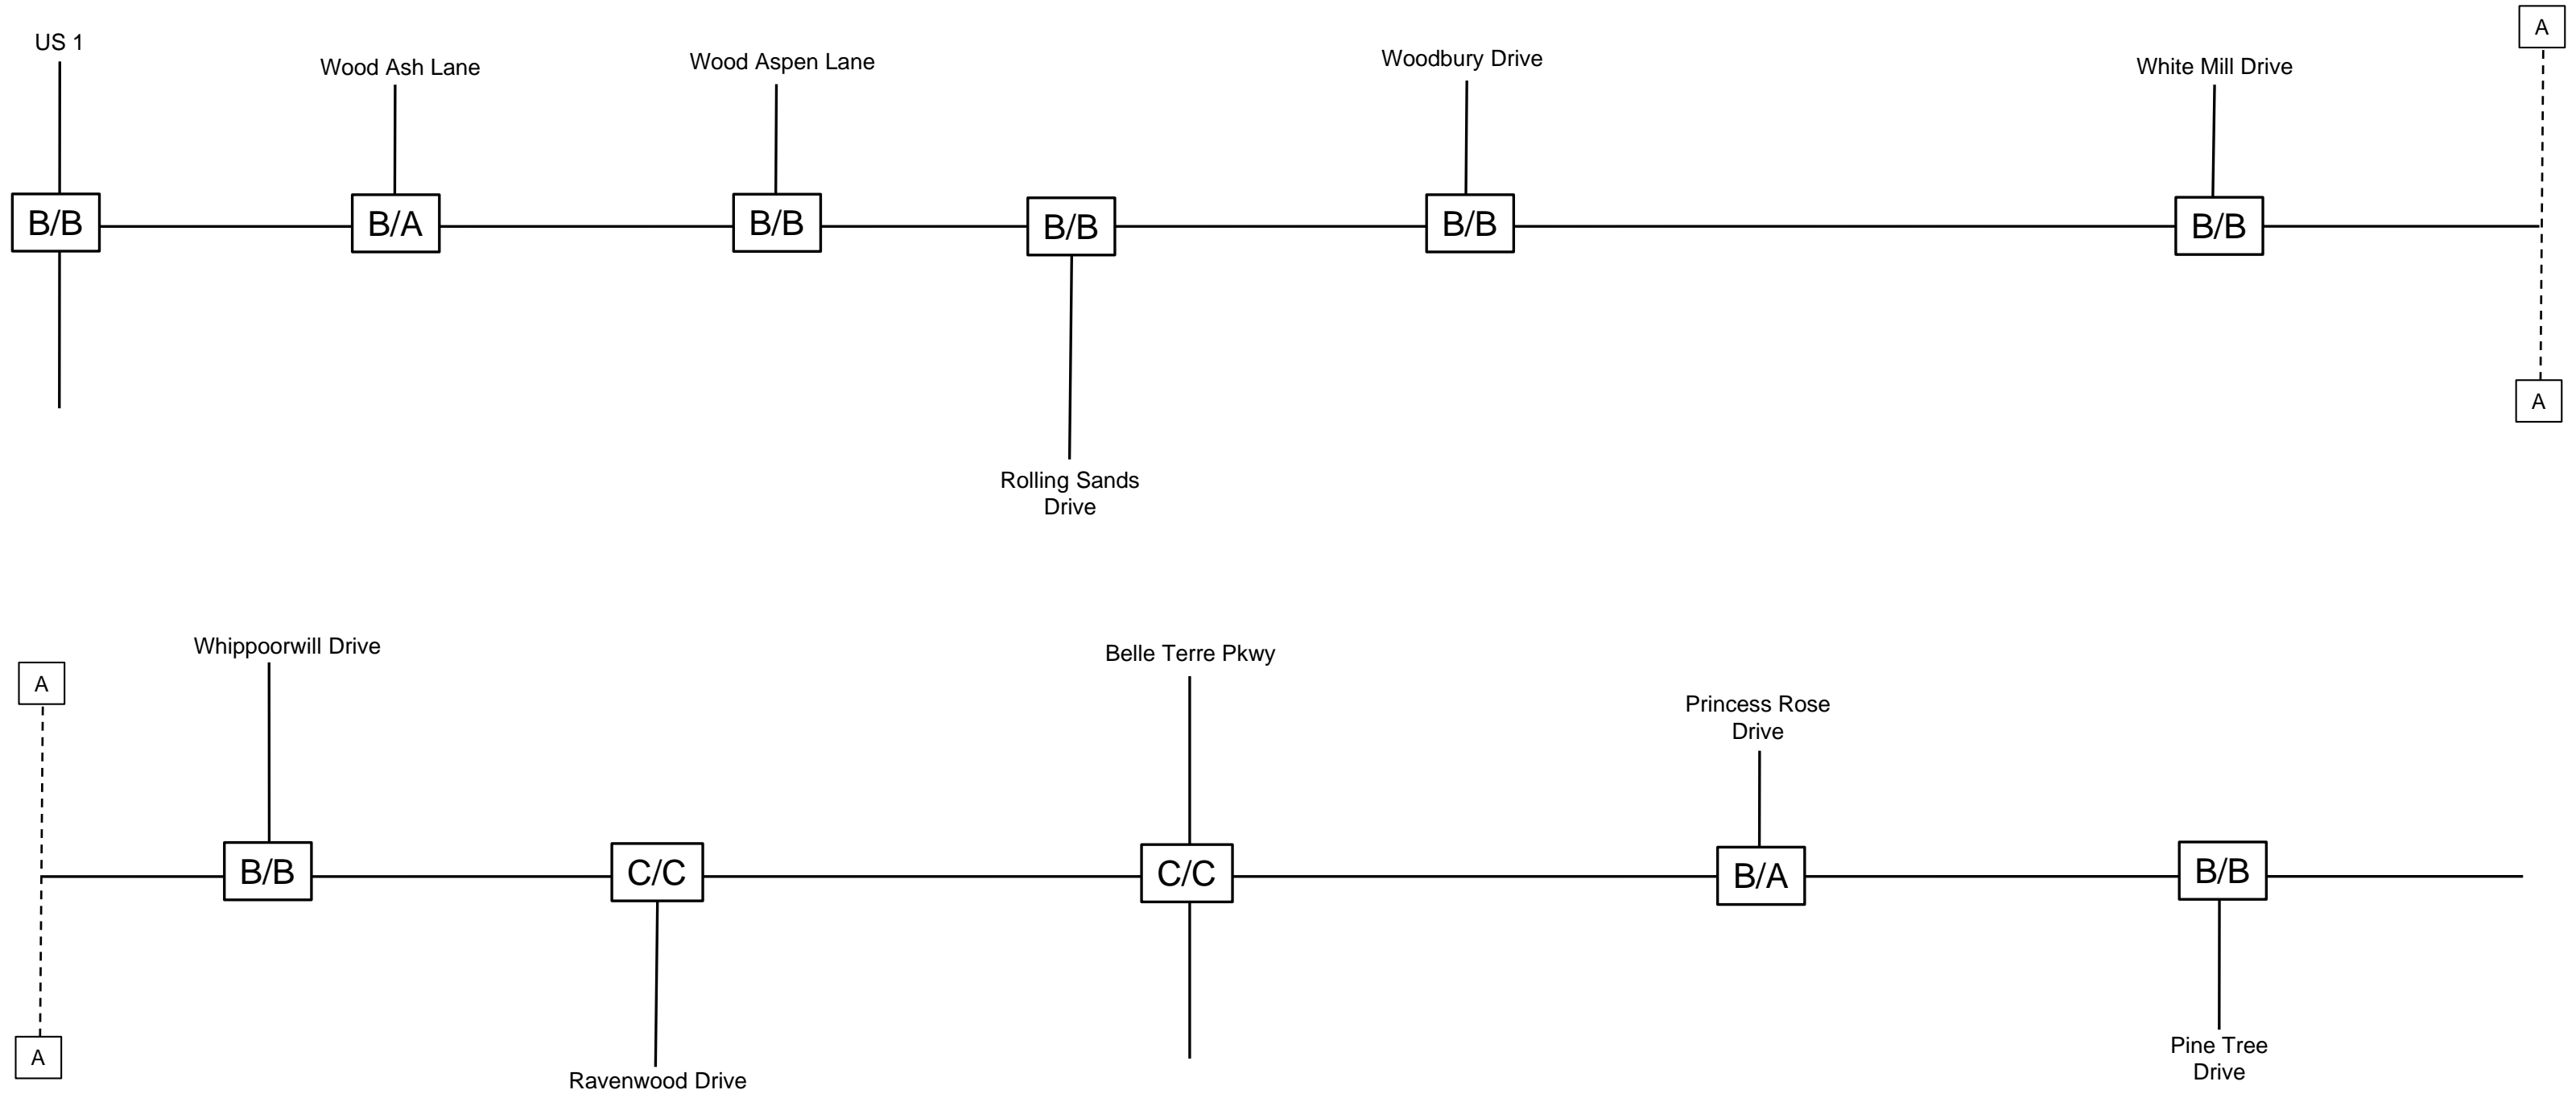 US 1
Wood Ash Lane
Wood Aspen Lane
Woodbury Drive
White Mill Drive
A
B/B
B/A
B/B
B/B
B/B
B/B
A
Rolling Sands
Drive
Whippoorwill Drive
Belle Terre Pkwy
A
Princess Rose
Drive
B/B
C/C
C/C
B/A
B/B
A
Ravenwood Drive
Pine Tree
Drive